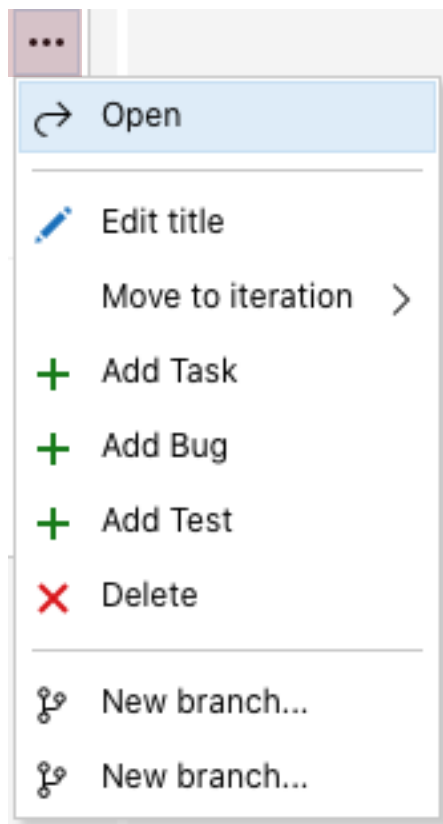 Open
Edit title
Move to iteration
Add Task
Add Bug
Add Test
Delete
New branch...
New branch...